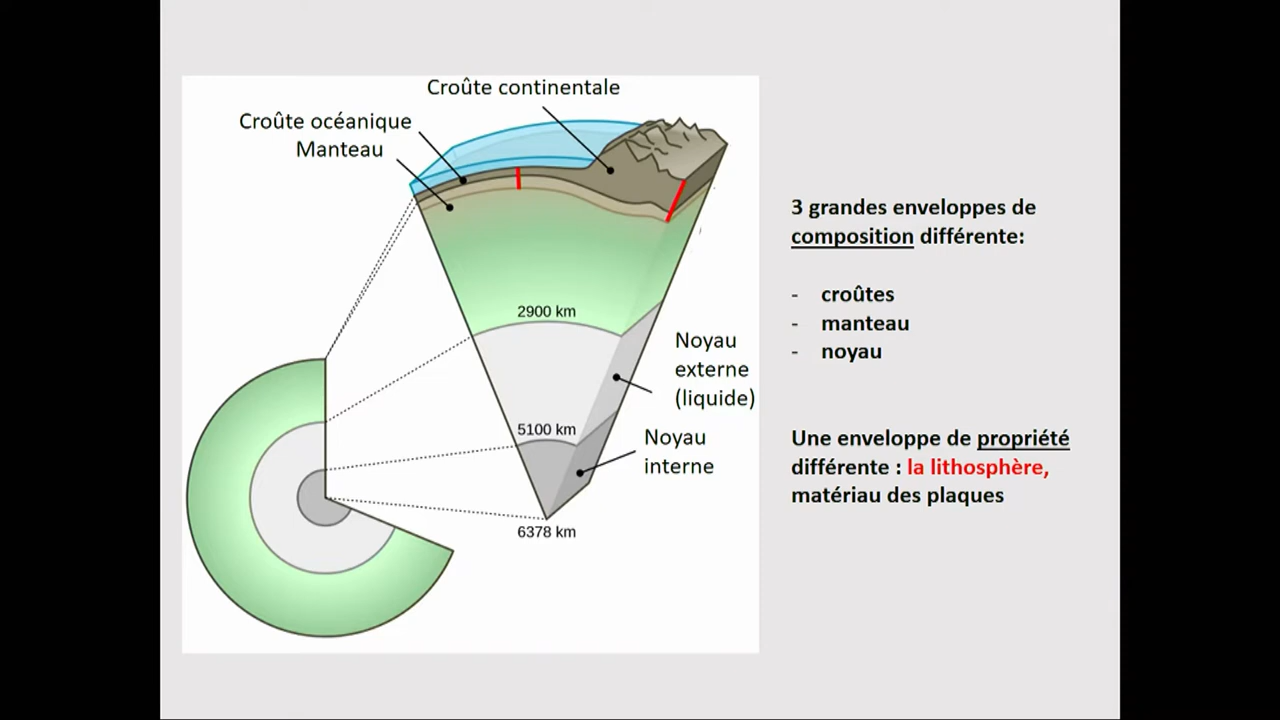 Croûte continentale
Croûte océanique
Manteau
2900 km
Noyau
externe
(liquide)
5100 km
Noyau
interne
6378 km
3 grandes enveloppes de
composition différente:
- croûtes
- manteau
- noyau
Une enveloppe de propriété
différente : la lithosphère,
matériau des plaques